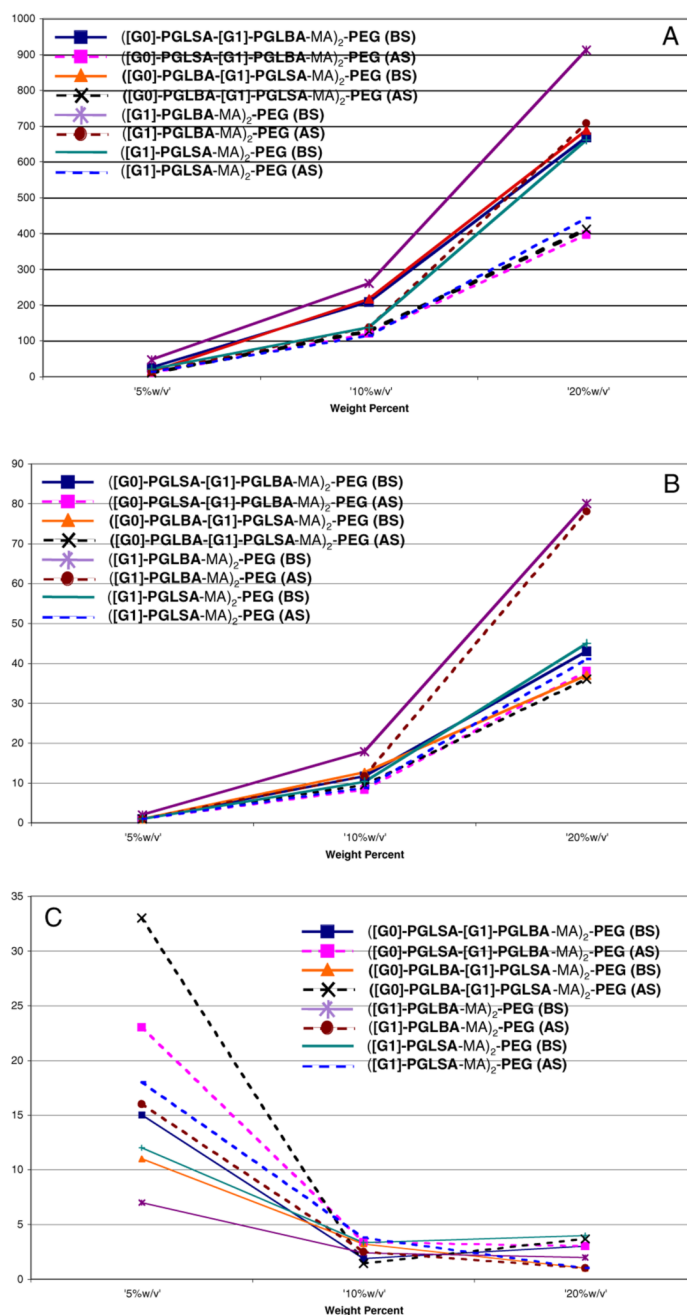 A
1000
900
800
700
600
500
400
300
200
100
0
([G0]-PGLSA-[G1]-PGLBA-MA)2-PEG (BS)
([G0]-PGLSA-[G1]-PGLBA-MA)2-PEG (AS)
([G0]-PGLBA-[G1]-PGLSA-MA)2-PEG (BS)
([G0]-PGLBA-[G1]-PGLSA-MA)2-PEG (AS)
([G1]-PGLBA-MA)2-PEG (BS)
([G1]-PGLBA-MA)2-PEG (AS)
([G1]-PGLSA-MA)2-PEG (BS)
([G1]-PGLSA-MA)2-PEG (AS)
'5%w/v' '10%w/v' '20%w/v'
Weight Percent
B
90
80
70
60
50
40
30
20
10
0
([G0]-PGLSA-[G1]-PGLBA-MA)2-PEG (BS)
([G0]-PGLSA-[G1]-PGLBA-MA)2-PEG (AS)
([G0]-PGLBA-[G1]-PGLSA-MA)2-PEG (BS)
([G0]-PGLBA-[G1]-PGLSA-MA)2-PEG (AS)
([G1]-PGLBA-MA)2-PEG (BS)
([G1]-PGLBA-MA)2-PEG (AS)
([G1]-PGLSA-MA)2-PEG (BS)
([G1]-PGLSA-MA)2-PEG (AS)
'5%w/v' '10%w/v' '20%w/v'
Weight Percent
C
35
30
25
20
15
10
5
0
([G0]-PGLSA-[G1]-PGLBA-MA)2-PEG (BS)
([G0]-PGLSA-[G1]-PGLBA-MA)2-PEG (AS)
([G0]-PGLBA-[G1]-PGLSA-MA)2-PEG (BS)
([G0]-PGLBA-[G1]-PGLSA-MA)2-PEG (AS)
([G1]-PGLBA-MA)2-PEG (BS)
([G1]-PGLBA-MA)2-PEG (AS)
([G1]-PGLSA-MA)2-PEG (BS)
([G1]-PGLSA-MA)2-PEG (AS)
'5%w/v' '10%w/v' '20%w/v'
Weight Percent